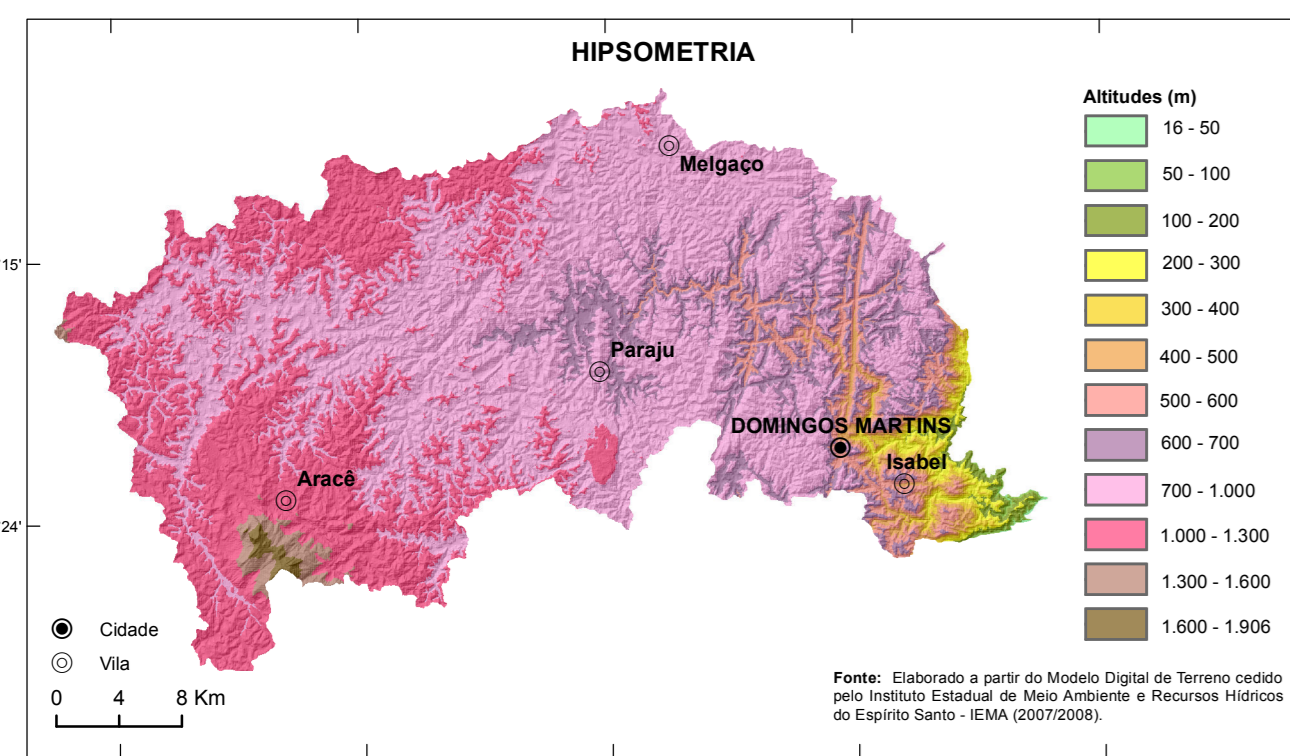 HIPSOMETRIA
Altitudes (m)
16 - 50
50 - 100
100 - 200
200 - 300
300 - 400
400 - 500
500 - 600
600 - 700
700 - 1.000
1.000 - 1.300
1.300 - 1.600
1.600 - 1.906
Melgaço
15'
Paraju
DOMINGOS MARTINS
Isabel
Aracê
24'
Cidade
Vila
0 4 8 Km
Fonte: Elaborado a partir do Modelo Digital de Terreno cedido
pelo Instituto Estadual de Meio Ambiente e Recursos Hídricos
do Espírito Santo - IEMA (2007/2008).